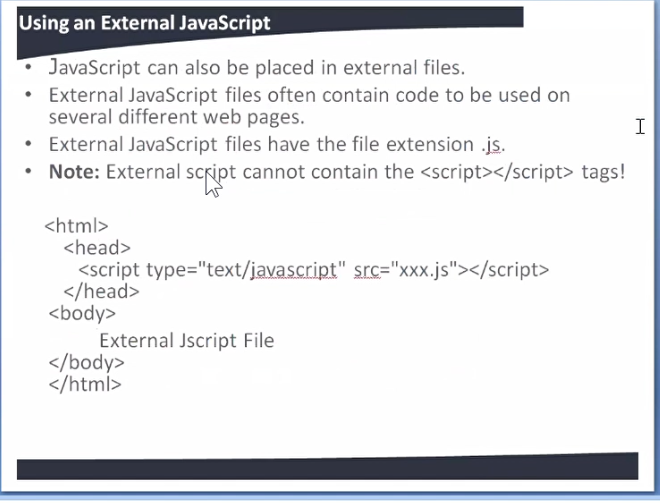 Using an External JavaScript
• JavaScript can also be placed in external files.
• External JavaScript files often contain code to be used on
several different web pages.
• External JavaScript files have the file extension .js.
• Note: External script cannot contain the <script></script> tags!
<html>
<head>
<script type="text/javascript" src="xxx.js"></script>
</head>
<body>
External Jscript File
</body>
</html>